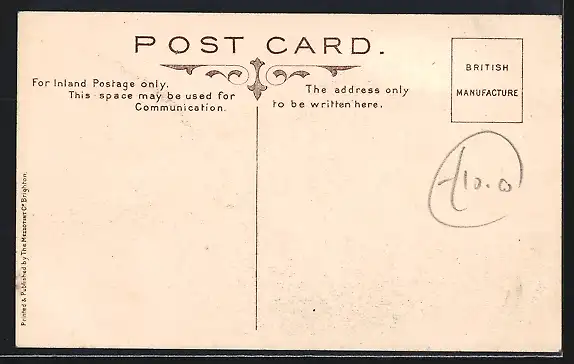 POST CARD.
For Inland Postage only.
This space may be used for
Communication.
The address only
to be written here.
BRITISH
MANUFACTURE
10.0
Printed & Published by The Mezzotint Co Brighton.